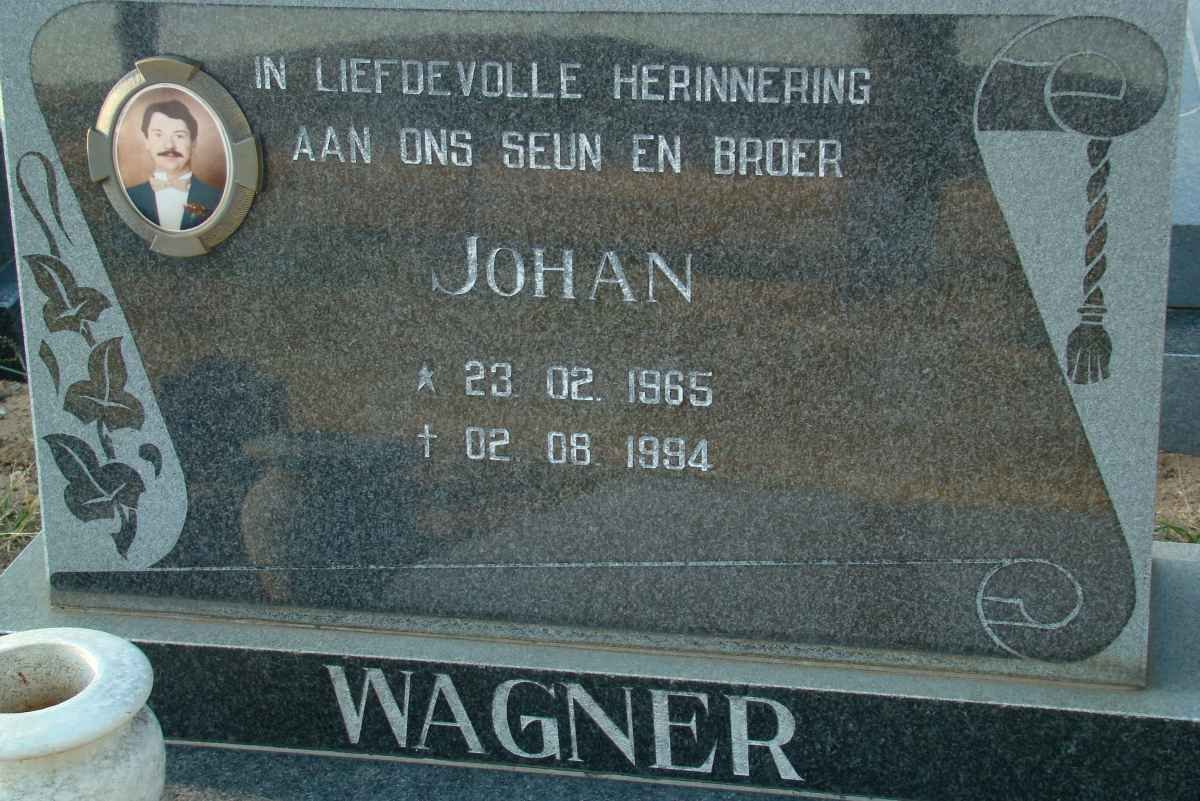 IN LIEFDEVOLLE HERINNERING
AAN ONS SEUN EN BROER
JOHAN
* 23. 02. 1965
† 02. 08. 1994
WAGNER